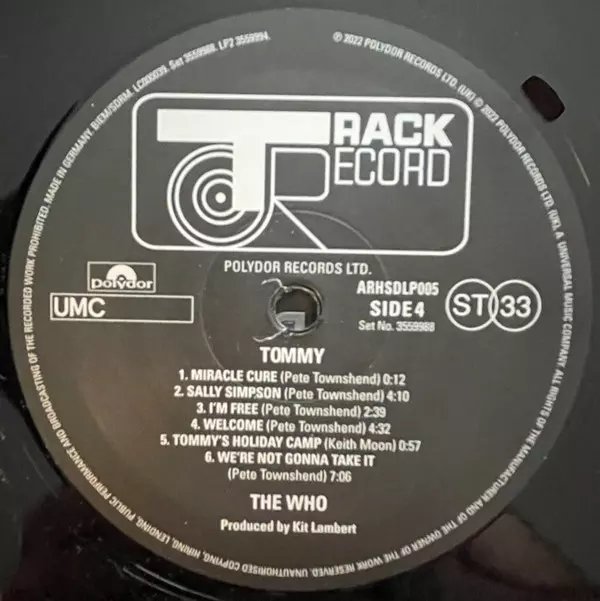 TRACK
RECORD
POLYDOR RECORDS LTD.
polydor
UMC
ARHSDLP005
SIDE 4
Set No. 3559988
ST 33
TOMMY
1. MIRACLE CURE (Pete Townshend) 0:12
2. SALLY SIMPSON (Pete Townshend) 4:10
3. I'M FREE (Pete Townshend) 2:39
4. WELCOME (Pete Townshend) 4:32
5. TOMMY'S HOLIDAY CAMP (Keith Moon) 0:57
6. WE'RE NOT GONNA TAKE IT
(Pete Townshend) 7:06
THE WHO
Produced by Kit Lambert
℗ 2022 POLYDOR RECORDS LTD. (UK) © 2022 POLYDOR RECORDS LTD. (UK), A UNIVERSAL MUSIC COMPANY. ALL RIGHTS OF THE MANUFACTURER AND OF THE OWNER OF THE WORK RESERVED. UNAUTHORISED COPYING, HIRING, LENDING, PUBLIC PERFORMANCE AND BROADCASTING OF THE RECORDED WORK PROHIBITED. MADE IN GERMANY. BIEM/SDRM. LC000039. Set 3559988. LP2 3559994.